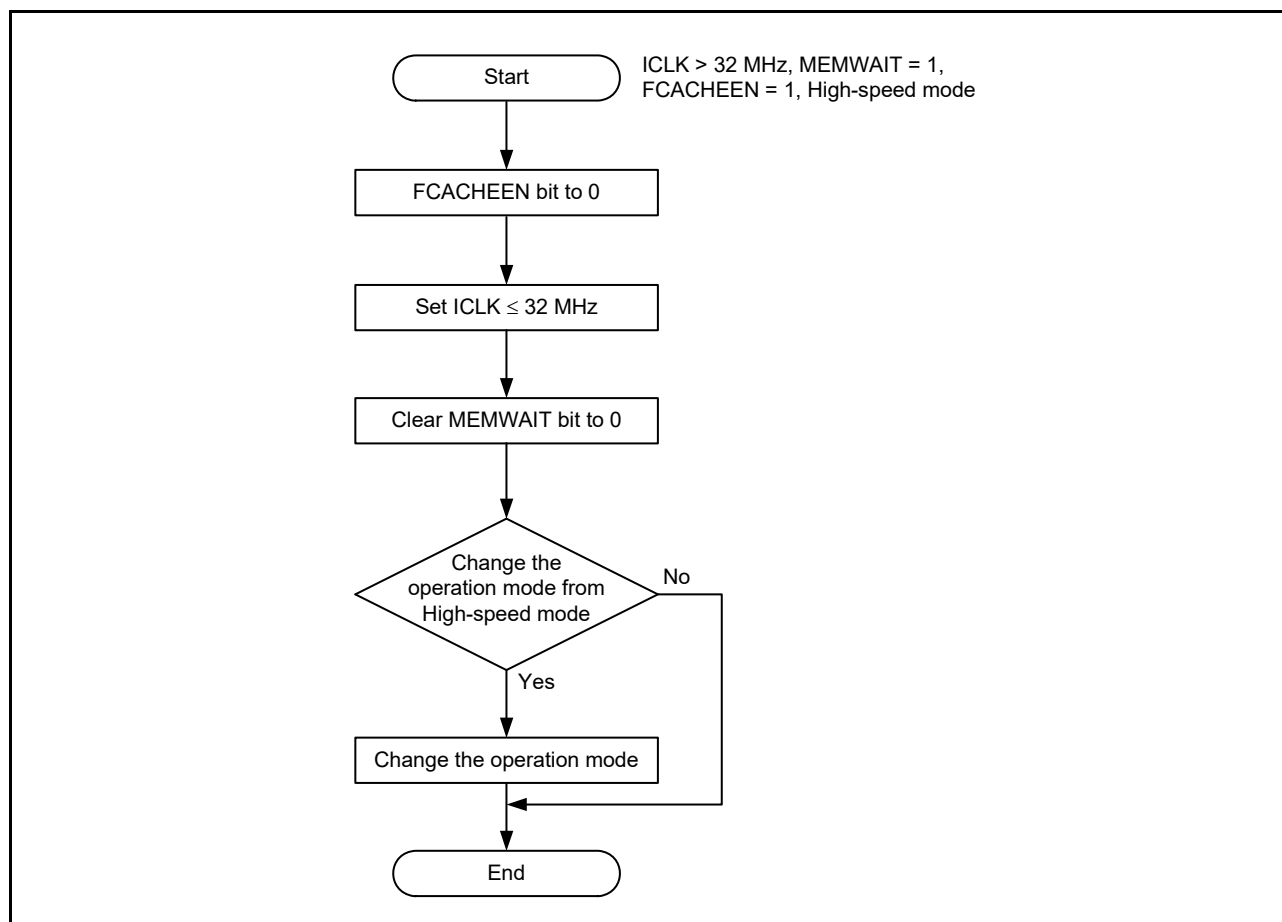 Start
ICLK > 32 MHz, MEMWAIT = 1,
FCACHEEN = 1, High-speed mode
FCACHEEN bit to 0
Set ICLK ≤ 32 MHz
Clear MEMWAIT bit to 0
Change the
operation mode from
High-speed mode
No
Yes
Change the operation mode
End